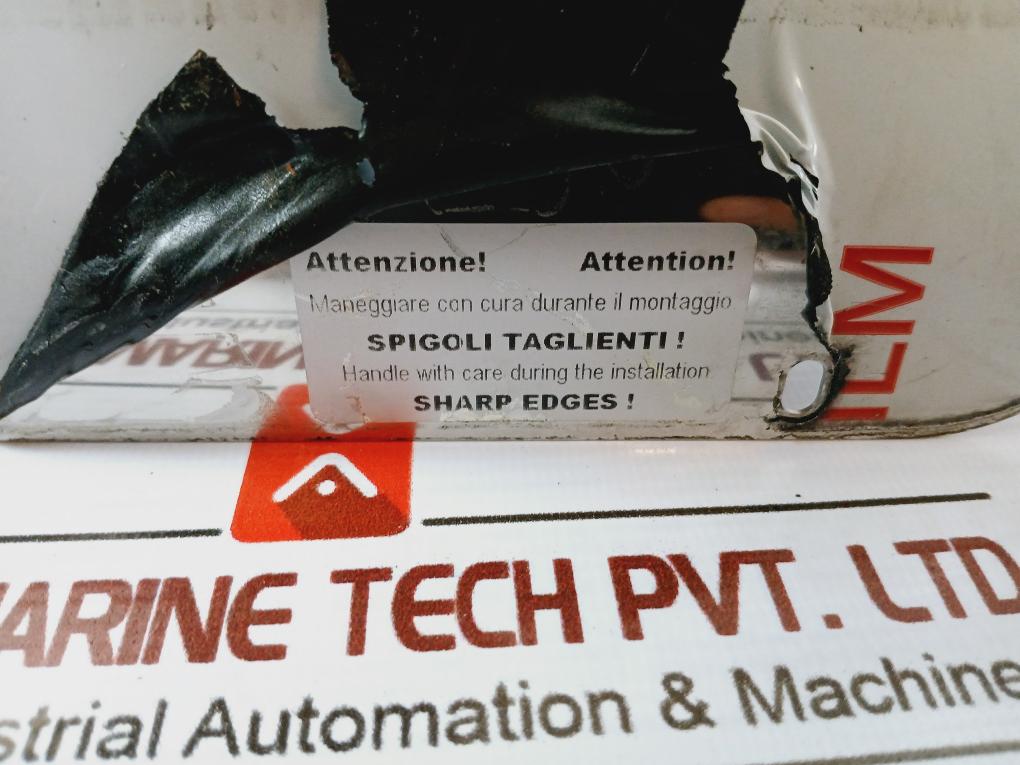 Attenzione! Attention!
Maneggiare con cura durante il montaggio
SPIGOLI TAGLIENTI !
Handle with care during the installation
SHARP EDGES !
ILM
ARINE TECH PVT. LTD
strial Automation & Machine